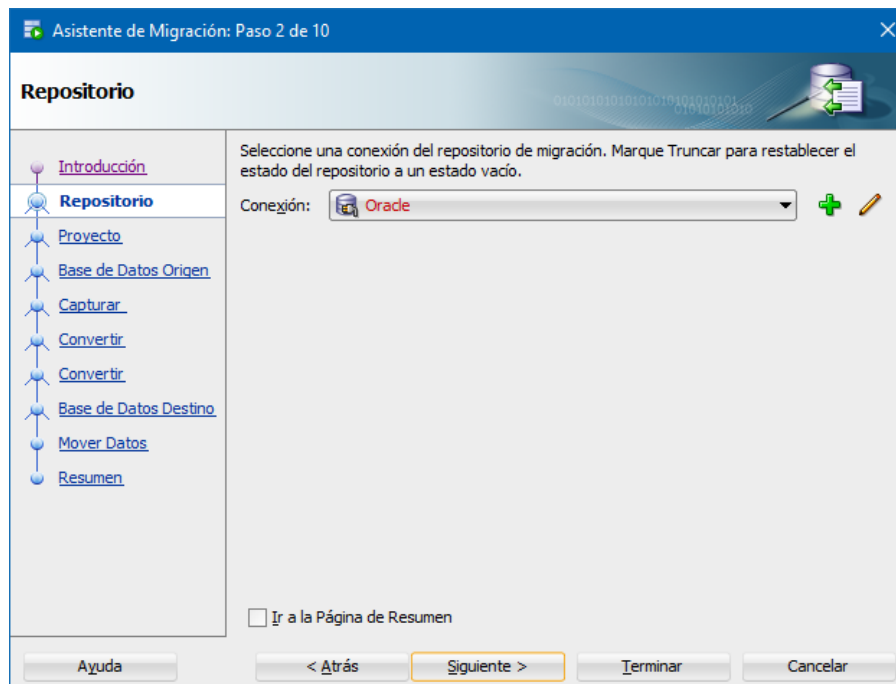 Asistente de Migración: Paso 2 de 10
Repositorio
010101010101010101010101
01010101010
Introducción
Repositorio
Proyecto
Base de Datos Origen
Capturar
Convertir
Convertir
Base de Datos Destino
Mover Datos
Resumen
Seleccione una conexión del repositorio de migración. Marque Truncar para restablecer el
estado del repositorio a un estado vacío.
Conexión: Oracle
Ir a la Página de Resumen
Ayuda < Atrás Siguiente > Terminar Cancelar